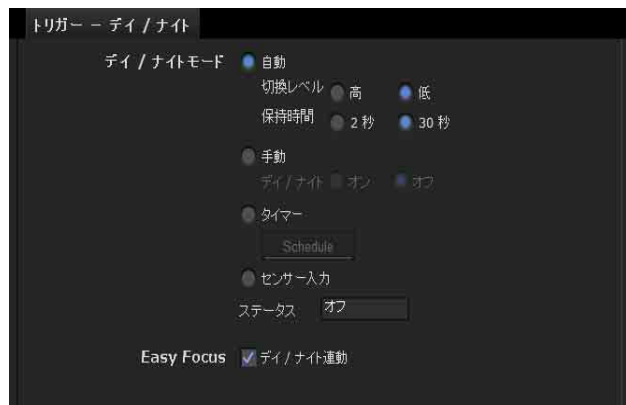 トリガー － デイ / ナイト
デイ / ナイトモード 自動
切換レベル 高 低
保持時間 2 秒 30 秒
手動
デイ / ナイト オン オフ
タイマー
Schedule
センサー入力
ステータス オフ
Easy Focus デイ / ナイト連動